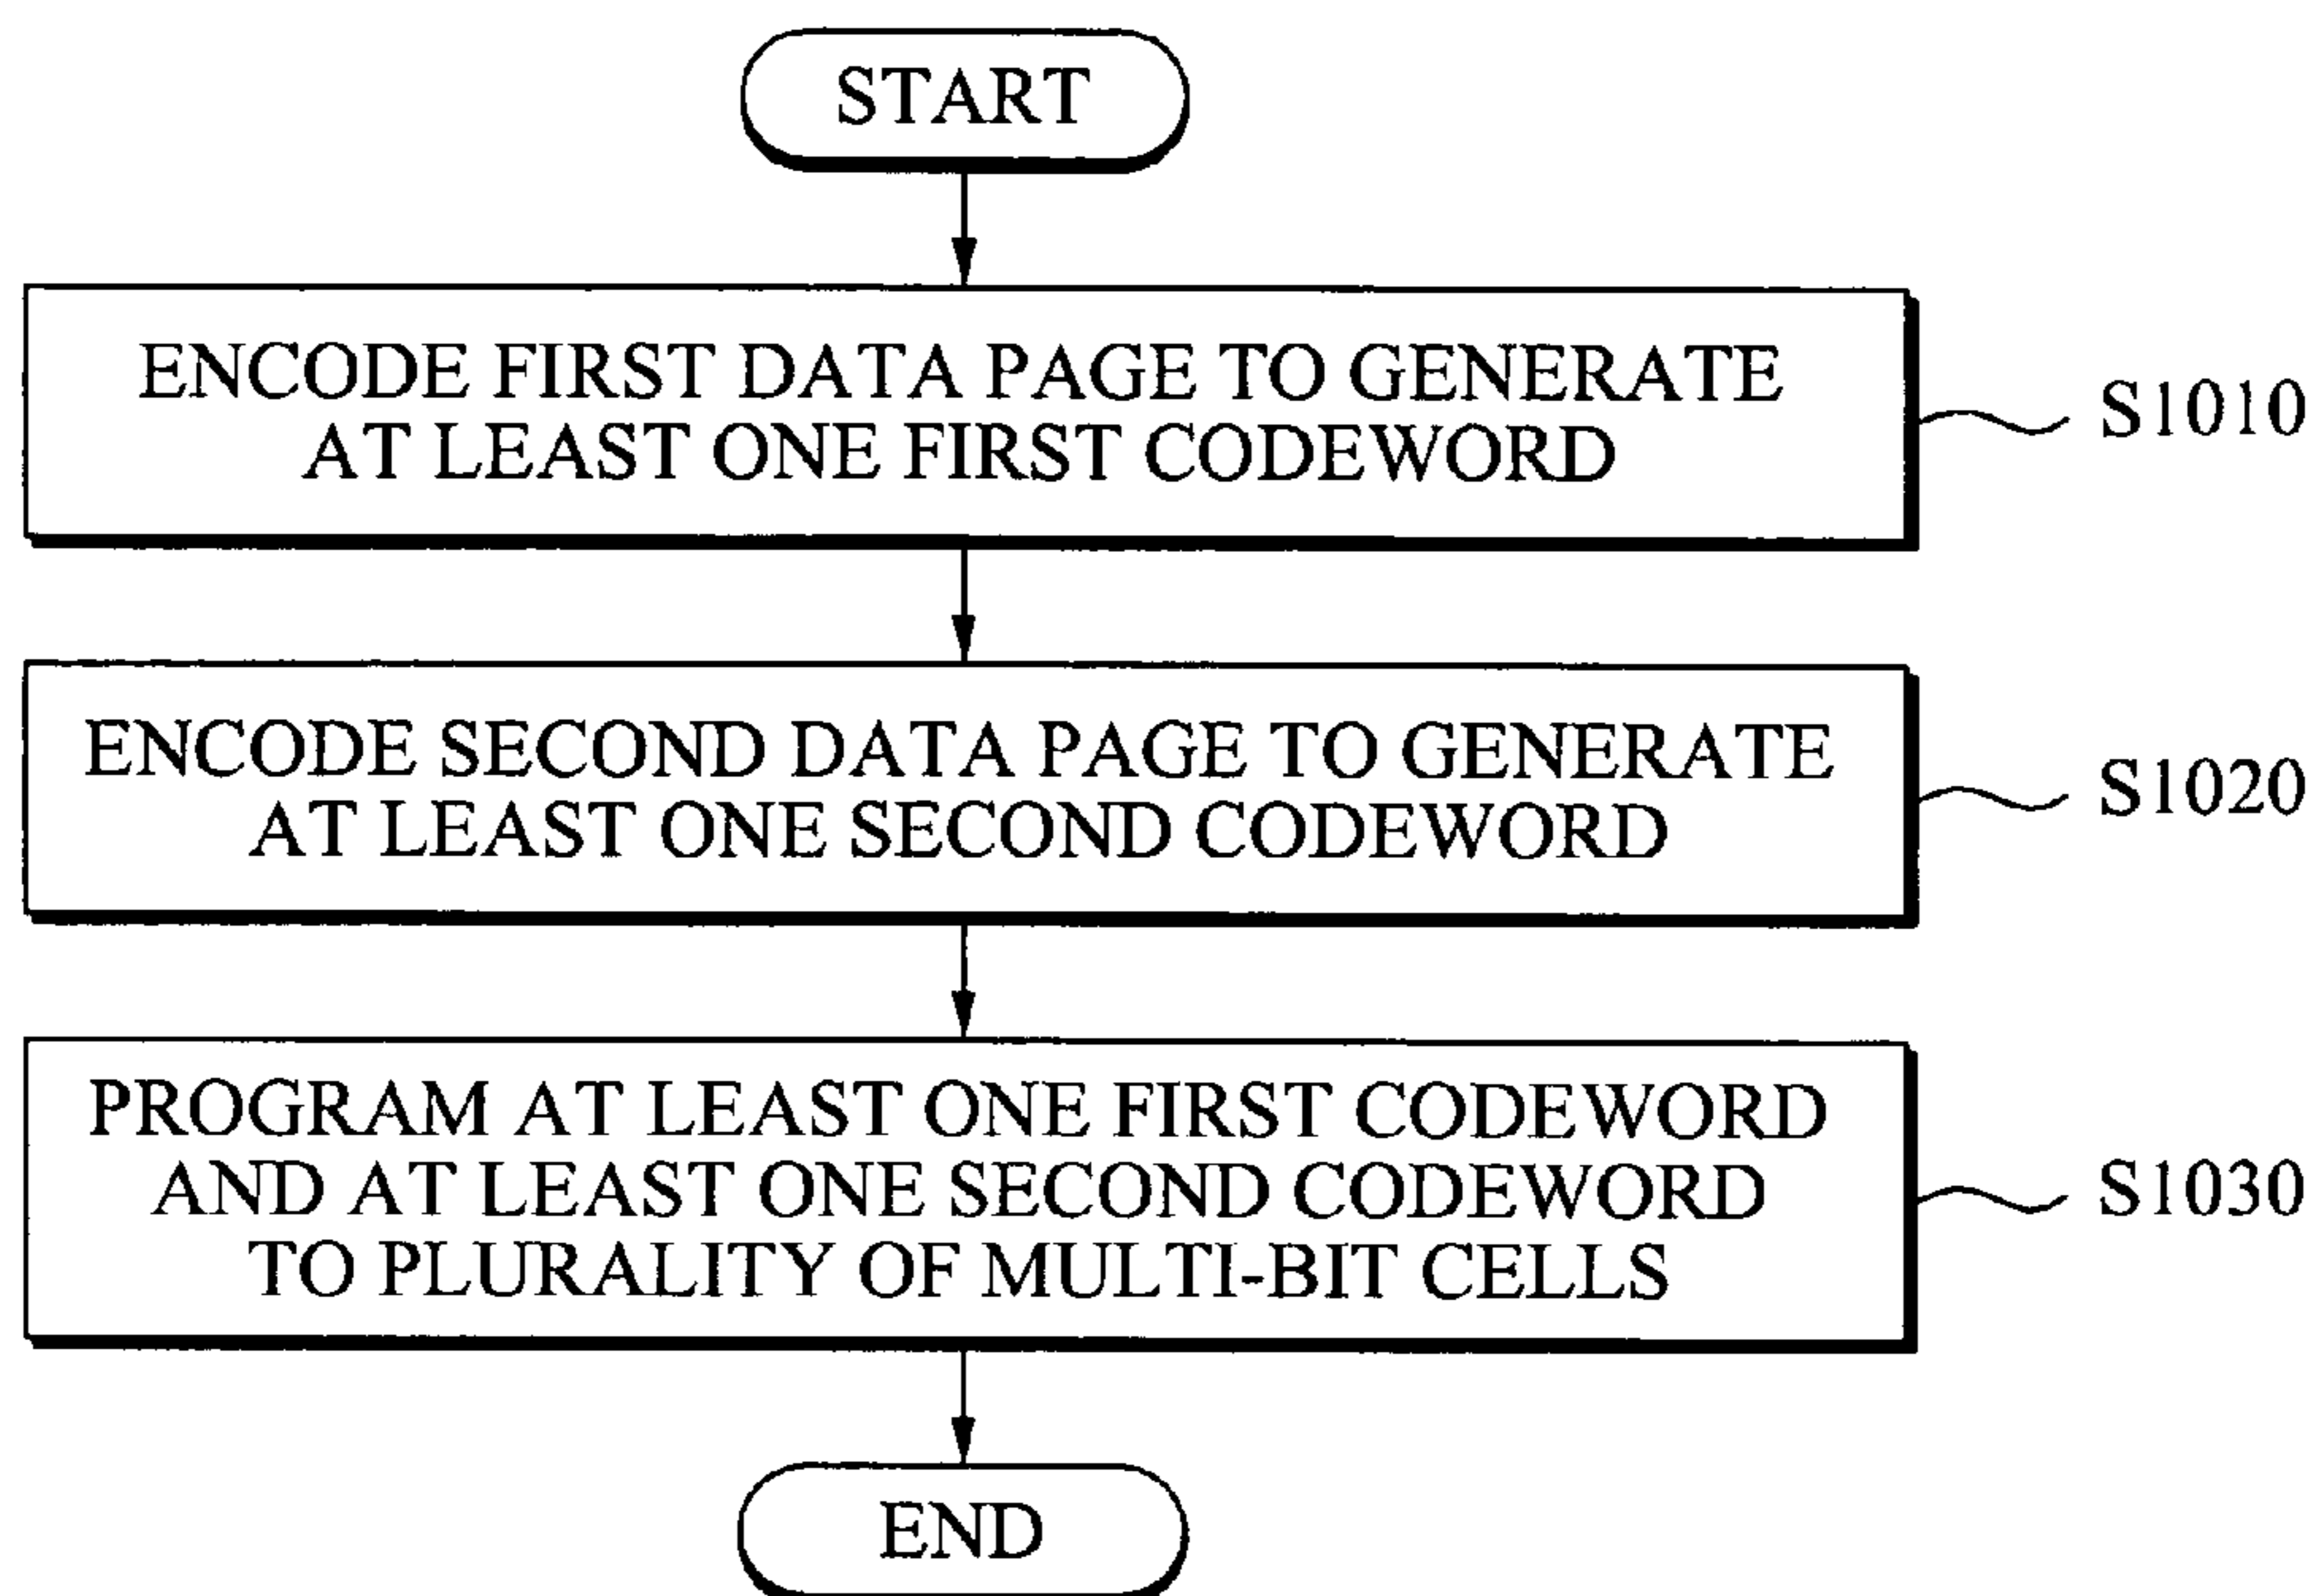 START
ENCODE FIRST DATA PAGE TO GENERATE
AT LEAST ONE FIRST CODEWORD
S1010
ENCODE SECOND DATA PAGE TO GENERATE
AT LEAST ONE SECOND CODEWORD
S1020
PROGRAM AT LEAST ONE FIRST CODEWORD
AND AT LEAST ONE SECOND CODEWORD
TO PLURALITY OF MULTI-BIT CELLS
S1030
END